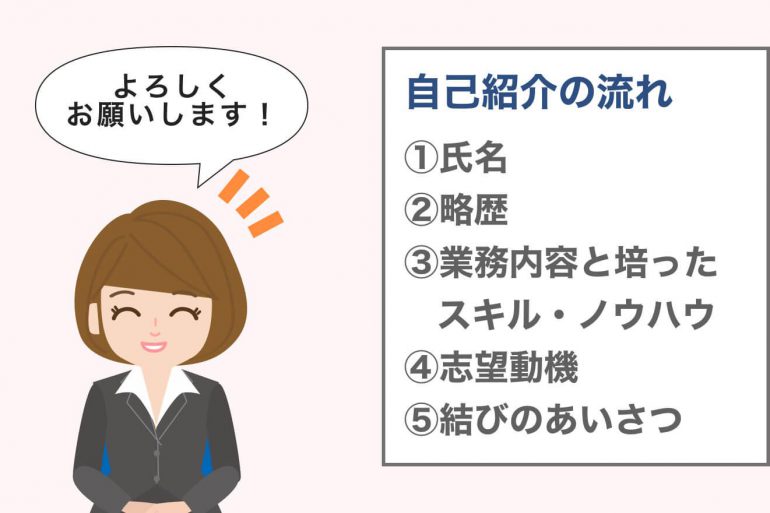 よろしく
お願いします！
自己紹介の流れ
①氏名
②略歴
③業務内容と培った
スキル・ノウハウ
④志望動機
⑤結びのあいさつ